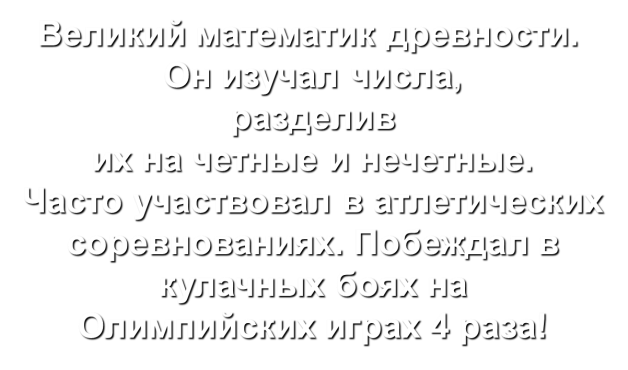 Великий математик древности.
Он изучал числа,
разделив
их на четные и нечетные.
Часто участвовал в атлетических
соревнованиях. Побеждал в
кулачных боях на
Олимпийских играх 4 раза!